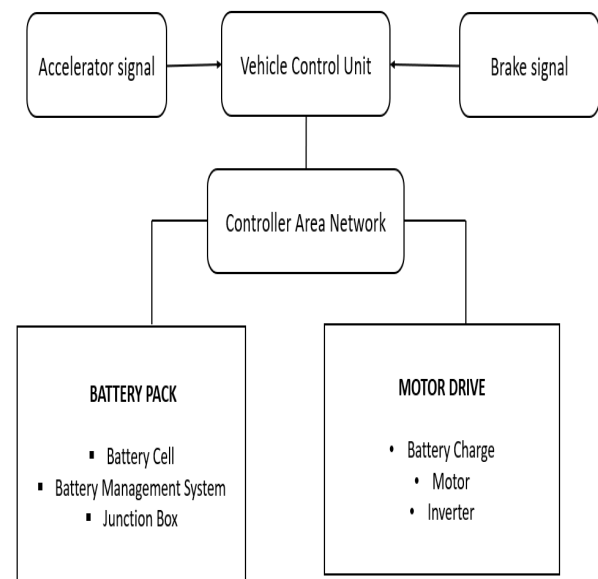 Accelerator signal
Vehicle Control Unit
Brake signal
Controller Area Network
BATTERY PACK
▪ Battery Cell
▪ Battery Management System
▪ Junction Box
MOTOR DRIVE
• Battery Charge
• Motor
• Inverter